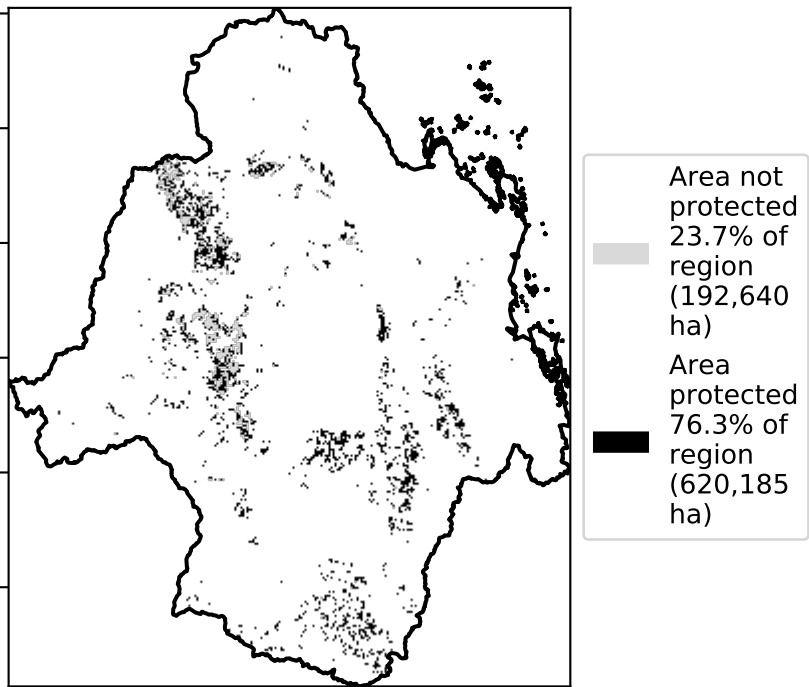 Area not
protected
23.7% of
region
(192,640
ha)
Area
protected
76.3% of
region
(620,185
ha)